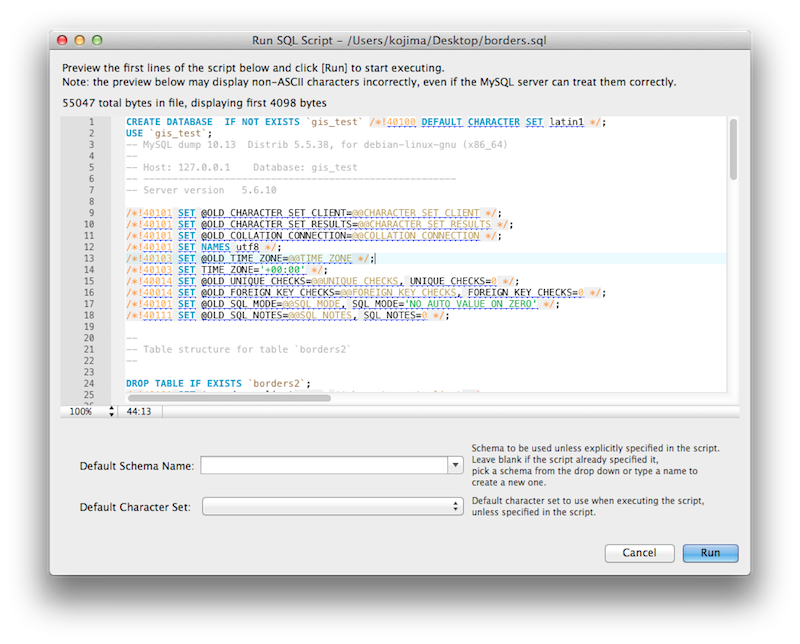 Run SQL Script - /Users/kojima/Desktop/borders.sql
Preview the first lines of the script below and click [Run] to start executing.
Note: the preview below may display non-ASCII characters incorrectly, even if the MySQL server can treat them correctly.
55047 total bytes in file, displaying first 4098 bytes
1 CREATE DATABASE  IF NOT EXISTS `gis_test` /*!40100 DEFAULT CHARACTER SET latin1 */;
2 USE `gis_test`;
3 -- MySQL dump 10.13  Distrib 5.5.38, for debian-linux-gnu (x86_64)
4 --
5 -- Host: 127.0.0.1    Database: gis_test
6 -- ------------------------------------------------------
7 -- Server version   5.6.10
8
9 /*!40101 SET @OLD_CHARACTER_SET_CLIENT=@@CHARACTER_SET_CLIENT */;
10 /*!40101 SET @OLD_CHARACTER_SET_RESULTS=@@CHARACTER_SET_RESULTS */;
11 /*!40101 SET @OLD_COLLATION_CONNECTION=@@COLLATION_CONNECTION */;
12 /*!40101 SET NAMES utf8 */;
13 /*!40103 SET @OLD_TIME_ZONE=@@TIME_ZONE */;
14 /*!40103 SET TIME_ZONE='+00:00' */;
15 /*!40014 SET @OLD_UNIQUE_CHECKS=@@UNIQUE_CHECKS, UNIQUE_CHECKS=0 */;
16 /*!40014 SET @OLD_FOREIGN_KEY_CHECKS=@@FOREIGN_KEY_CHECKS, FOREIGN_KEY_CHECKS=0 */;
17 /*!40101 SET @OLD_SQL_MODE=@@SQL_MODE, SQL_MODE='NO_AUTO_VALUE_ON_ZERO' */;
18 /*!40111 SET @OLD_SQL_NOTES=@@SQL_NOTES, SQL_NOTES=0 */;
19
20 --
21 -- Table structure for table `borders2`
22 --
23
24 DROP TABLE IF EXISTS `borders2`;
25
100% 44:13
Default Schema Name:
Schema to be used unless explicitly specified in the script.
Leave blank if the script already specified it,
pick a schema from the drop down or type a name to
create a new one.
Default Character Set:
Default character set to use when executing the script,
unless specified in the script.
Cancel Run